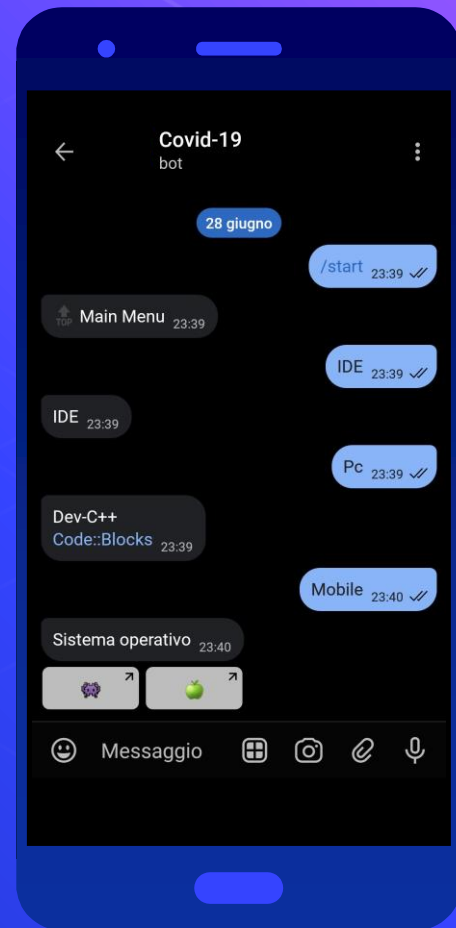 Covid-19
bot
28 giugno
/start 23:39
TOP Main Menu 23:39
IDE 23:39
IDE 23:39
Pc 23:39
Dev-C++
Code::Blocks 23:39
Mobile 23:40
Sistema operativo 23:40
Messaggio